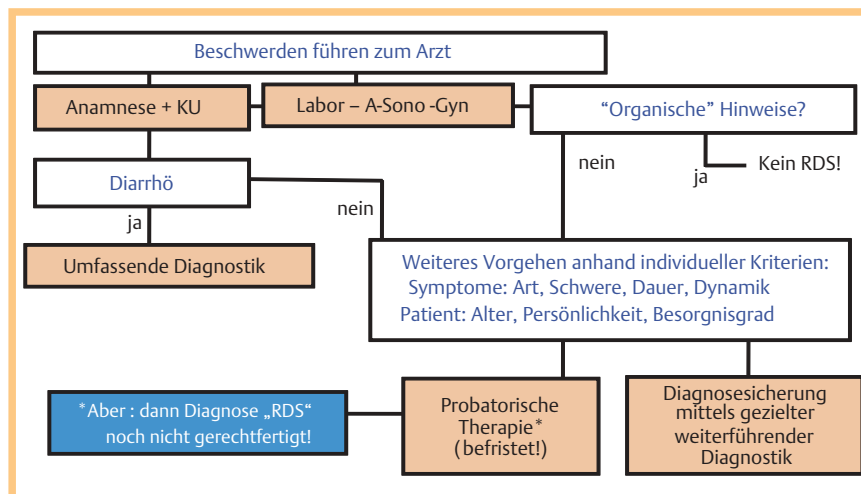 Beschwerden führen zum Arzt
Anamnese + KU
Labor – A-Sono -Gyn
“Organische” Hinweise?
nein
ja
Kein RDS!
Diarrhö
nein
ja
Umfassende Diagnostik
Weiteres Vorgehen anhand individueller Kriterien:
Symptome: Art, Schwere, Dauer, Dynamik
Patient: Alter, Persönlichkeit, Besorgnisgrad
*Aber : dann Diagnose „RDS“
noch nicht gerechtfertigt!
Probatorische
Therapie*
(befristet!)
Diagnosesicherung
mittels gezielter
weiterführender
Diagnostik